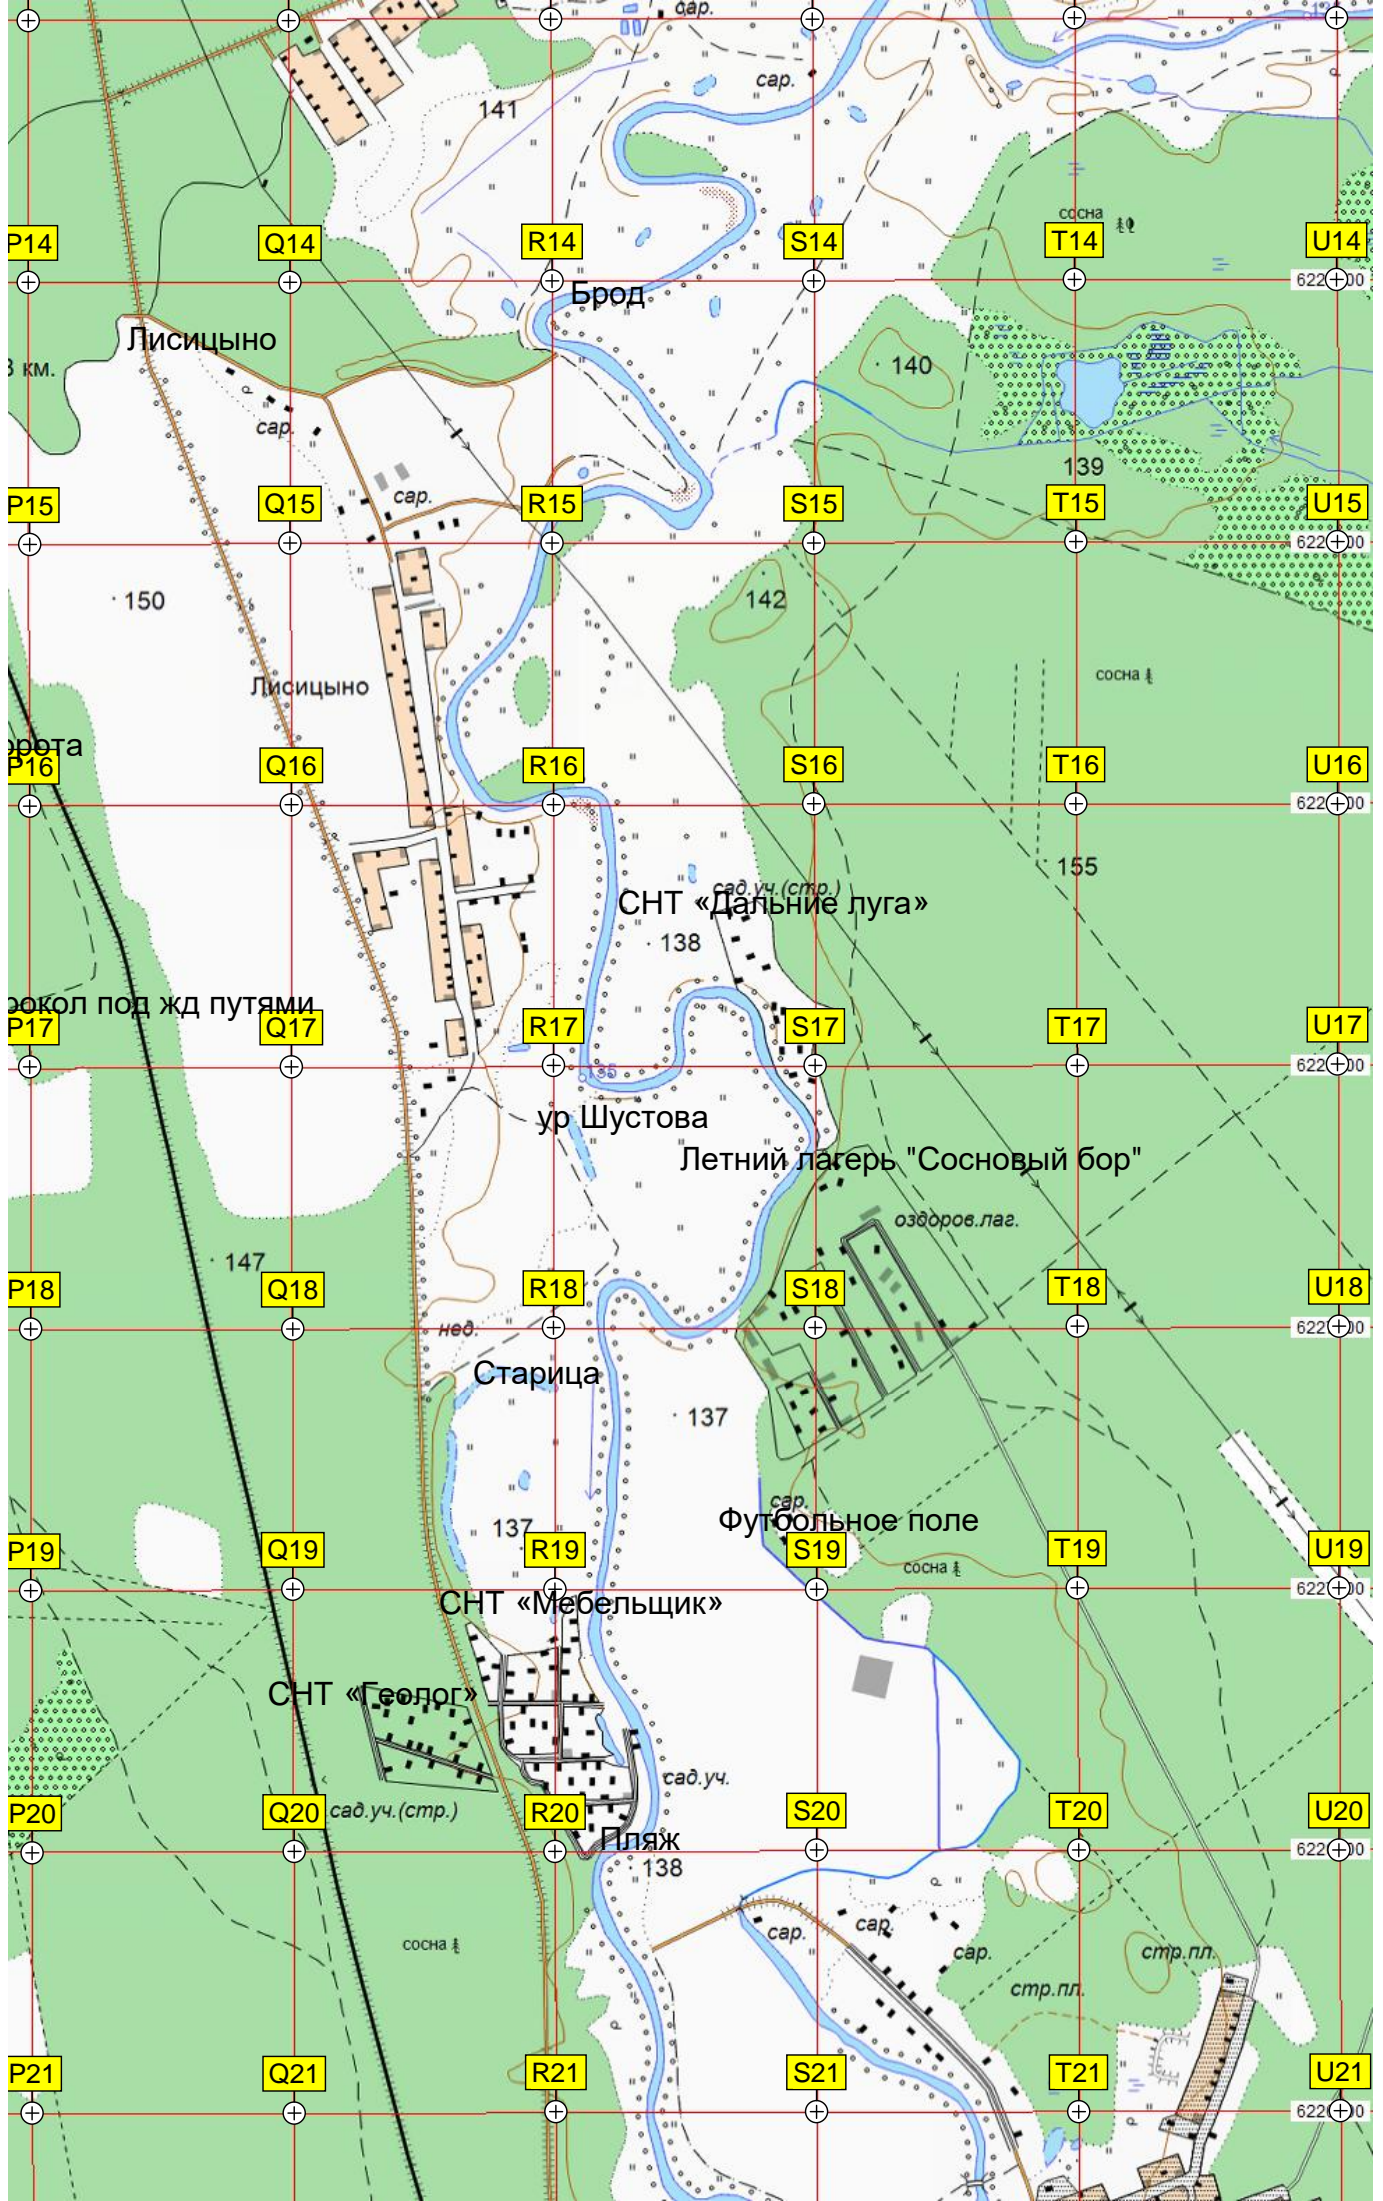 сар.
сар.
141
сосна
P14
Q14
R14
S14
T14
U14
Брод
Лисицыно
3 км.
140
сар.
139
сар.
P15
Q15
R15
S15
T15
U15
150
142
Лисицыно
сосна
орота
P16
Q16
R16
S16
T16
U16
155
сад.уч.(стр.)
СНТ «Дальние луга»
138
рокол под жд путями
P17
Q17
R17
S17
T17
U17
135
ур Шустова
Летний лагерь "Сосновый бор"
оздоров.лаг.
147
P18
Q18
R18
S18
T18
U18
нед.
Старица
137
сар.
Футбольное поле
137
P19
Q19
R19
S19
T19
U19
сосна
СНТ «Мебельщик»
СНТ «Геолог»
сад.уч.
сад.уч.(стр.)
P20
Q20
R20
S20
T20
U20
Пляж
138
сар.
сар.
сосна
сар.
стр.пл.
стр.пл.
P21
Q21
R21
S21
T21
U21